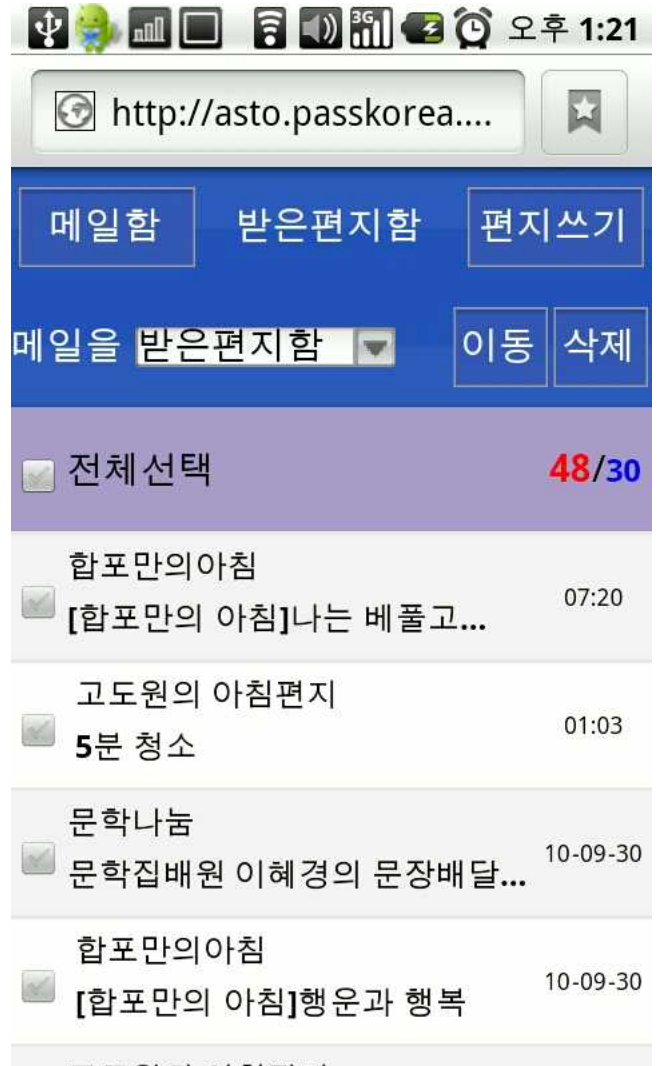 3G
오후 1:21
http://asto.passkorea....
메일함 받은편지함 편지쓰기
메일을 받은편지함 이동 삭제
전체선택 48/30
합포만의아침
[합포만의 아침]나는 베풀고... 07:20
고도원의 아침편지
5분 청소 01:03
문학나눔
문학집배원 이혜경의 문장배달... 10-09-30
합포만의아침
[합포만의 아침]행운과 행복 10-09-30